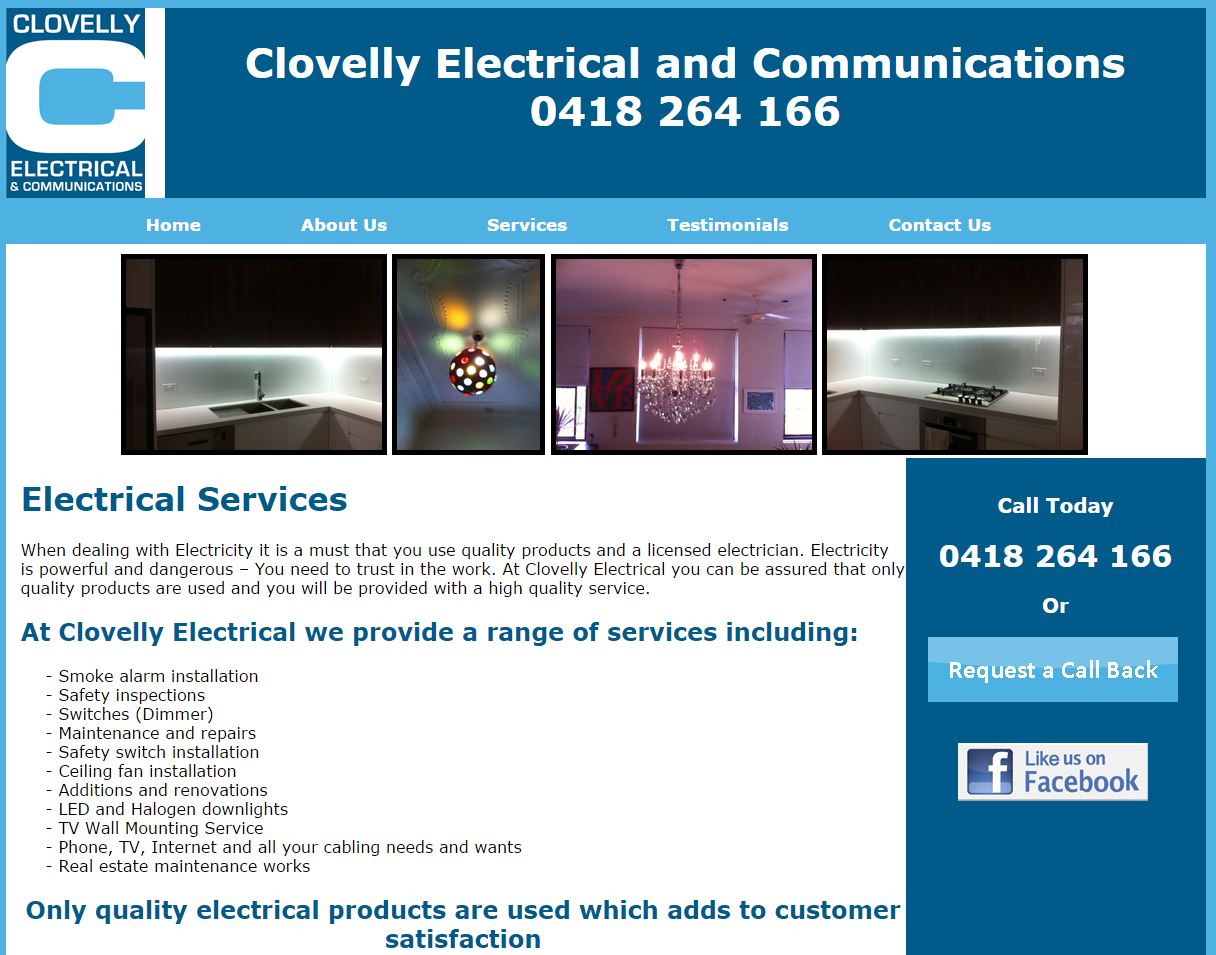 CLOVELLY
ELECTRICAL
& COMMUNICATIONS
Clovelly Electrical and Communications
0418 264 166
Home About Us Services Testimonials Contact Us
LOVE
Electrical Services
When dealing with Electricity it is a must that you use quality products and a licensed electrician. Electricity
is powerful and dangerous – You need to trust in the work. At Clovelly Electrical you can be assured that only
quality products are used and you will be provided with a high quality service.
At Clovelly Electrical we provide a range of services including:
- Smoke alarm installation
- Safety inspections
- Switches (Dimmer)
- Maintenance and repairs
- Safety switch installation
- Ceiling fan installation
- Additions and renovations
- LED and Halogen downlights
- TV Wall Mounting Service
- Phone, TV, Internet and all your cabling needs and wants
- Real estate maintenance works
Only quality electrical products are used which adds to customer
satisfaction
Call Today
0418 264 166
Or
Request a Call Back
f Like us on
Facebook